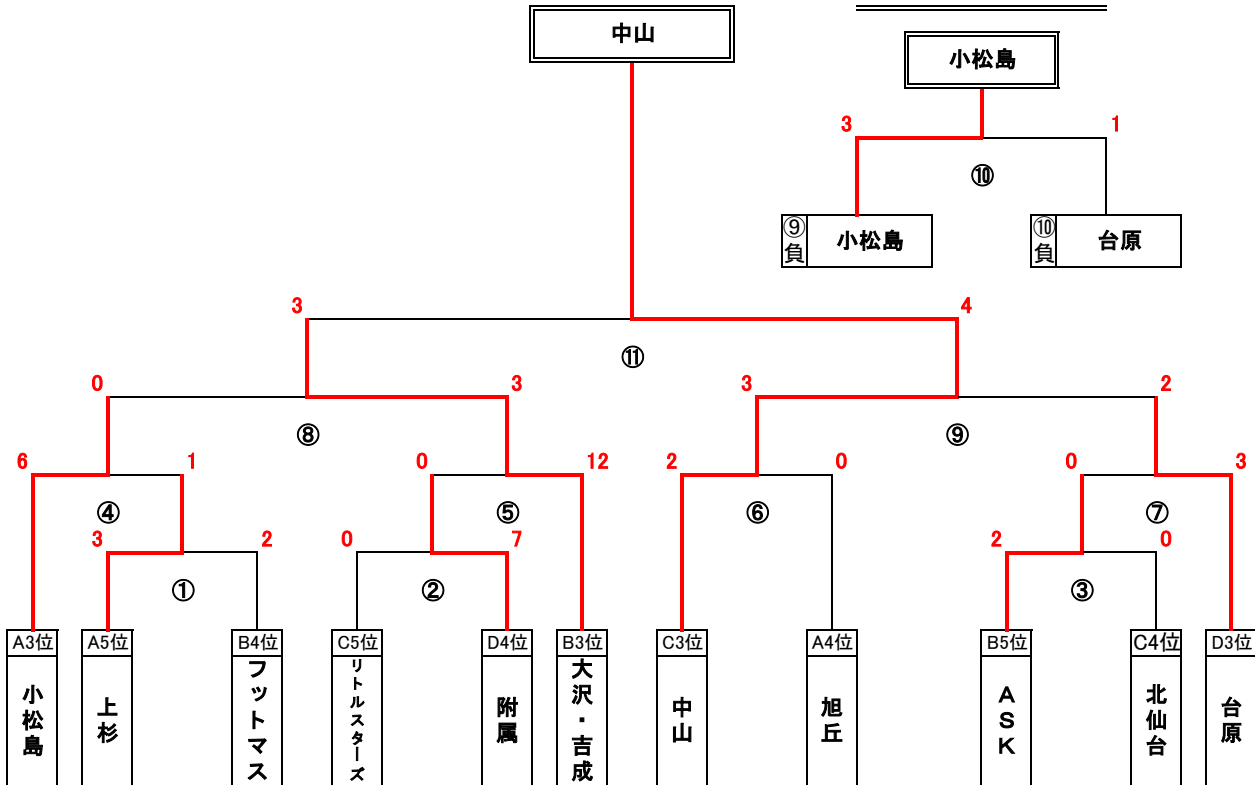 中山
小松島
3 1
⑩
⑨負 小松島 ⑩負 台原
3 4
⑪
0 3 3 2
⑧ ⑨
6 1 0 12 2 0 0 3
④ ⑤ ⑥ ⑦
3 2 0 7 2 0
① ② ③
A3位 A5位 B4位 C5位 D4位 B3位 C3位 A4位 B5位 C4位 D3位
小松島 上杉 フットマス リトルスターズ 附属 大沢・吉成 中山 旭丘 ASK 北仙台 台原